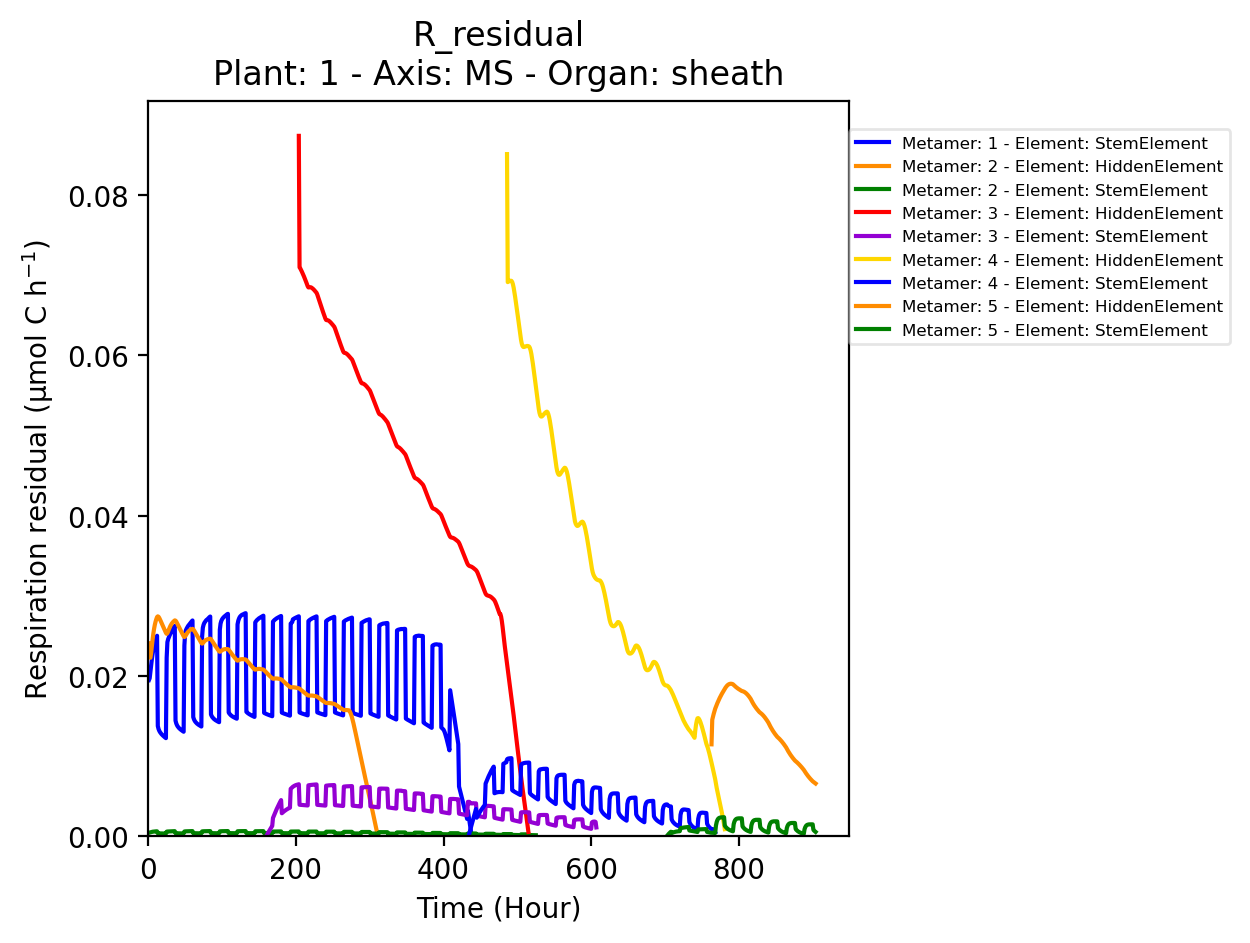 R_residual
Plant: 1 - Axis: MS - Organ: sheath
Respiration residual (µmol C h⁻¹)
0.08
0.06
0.04
0.02
0.00
0 200 400 600 800
Time (Hour)
Metamer: 1 - Element: StemElement
Metamer: 2 - Element: HiddenElement
Metamer: 2 - Element: StemElement
Metamer: 3 - Element: HiddenElement
Metamer: 3 - Element: StemElement
Metamer: 4 - Element: HiddenElement
Metamer: 4 - Element: StemElement
Metamer: 5 - Element: HiddenElement
Metamer: 5 - Element: StemElement